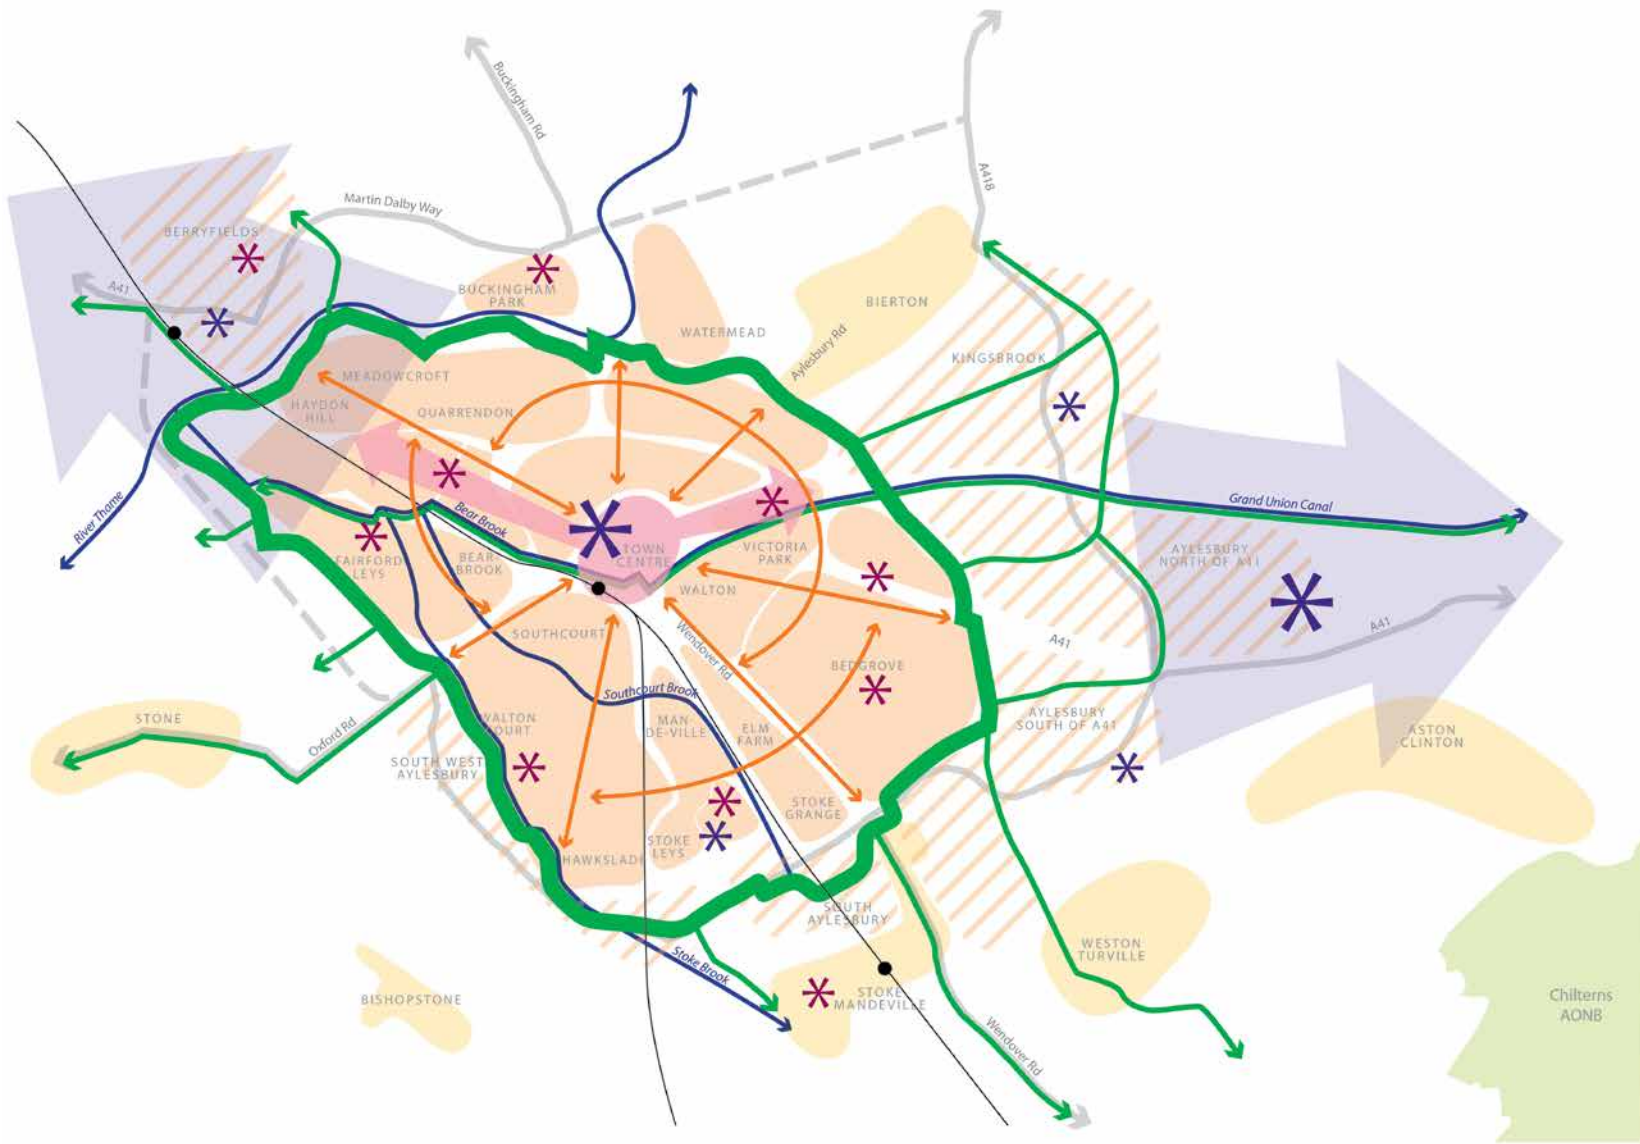 Buckingham Rd
A418
Martin Dalby Way
BERRYFIELDS
A41
BUCKINGHAM
PARK
WATERMEAD
BIERTON
Aylesbury Rd
KINGSBROOK
MEADOWCROFT
HAYDON
HILL
QUARRENDON
River Thame
Bear Brook
Grand Union Canal
FAIRFORD
LEYS
BEAR-
BROOK
TOWN
CENTRE
VICTORIA
PARK
AYLESBURY
NORTH OF A41
WALTON
SOUTHCOURT
Wendover Rd
A41
A41
BEDGROVE
Southcourt Brook
STONE
Oxford Rd
WALTON
COURT
MAN
DE-VILLE
ELM
FARM
AYLESBURY
SOUTH OF A41
ASTON
CLINTON
SOUTH WEST
AYLESBURY
STOKE
GRANGE
STOKE
LEYS
HAWKSLADE
SOUTH
AYLESBURY
Stoke Brook
WESTON
TURVILLE
BISHOPSTONE
STOKE
MANDEVILLE
Wendover Rd
Chilterns
AONB